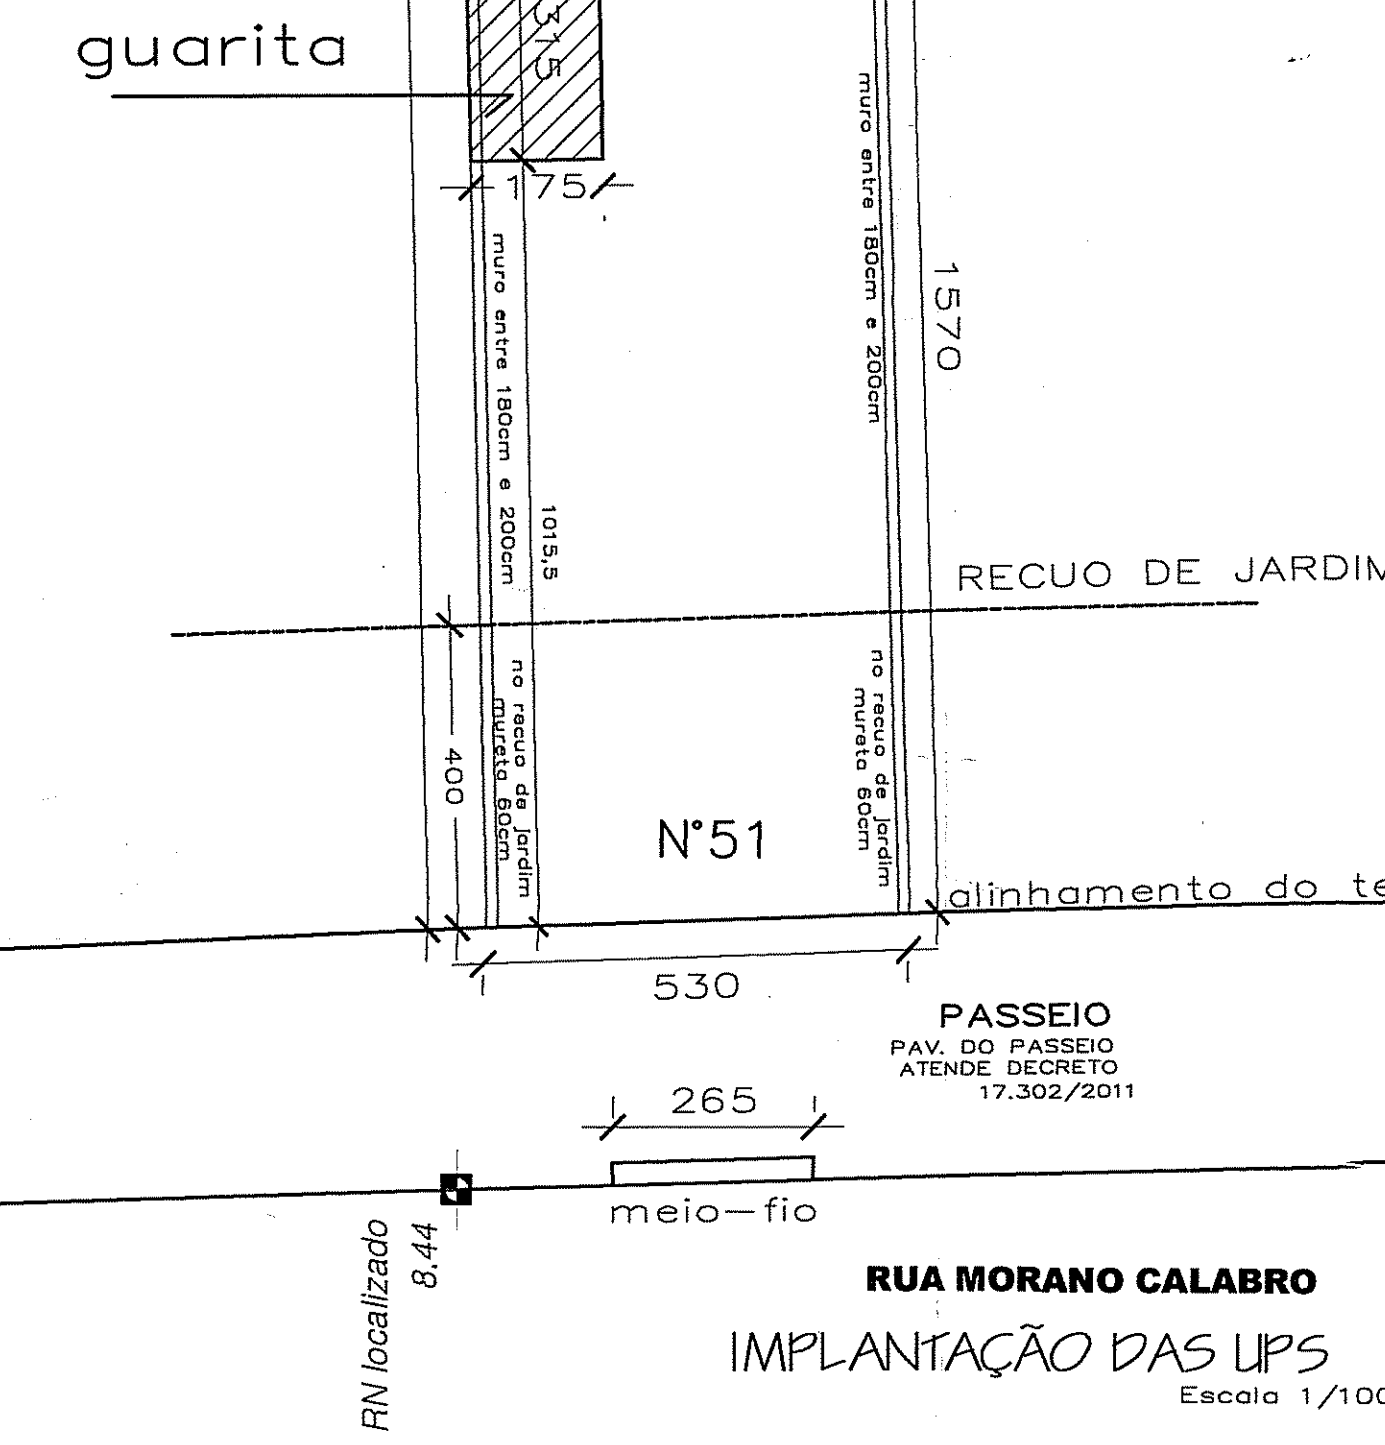 guarita
315
175
muro entre 180cm e 200cm
muro entre 180cm e 200cm
1570
1015,5
RECUO DE JARDIM
400
no recuo de jardim
mureta 60cm
no recuo de jardim
mureta 60cm
N°51
alinhamento do te
530
PASSEIO
PAV. DO PASSEIO
ATENDE DECRETO
17.302/2011
265
meio-fio
RN localizado
8.44
RUA MORANO CALABRO
IMPLANTAÇÃO DAS UPS
Escala 1/100